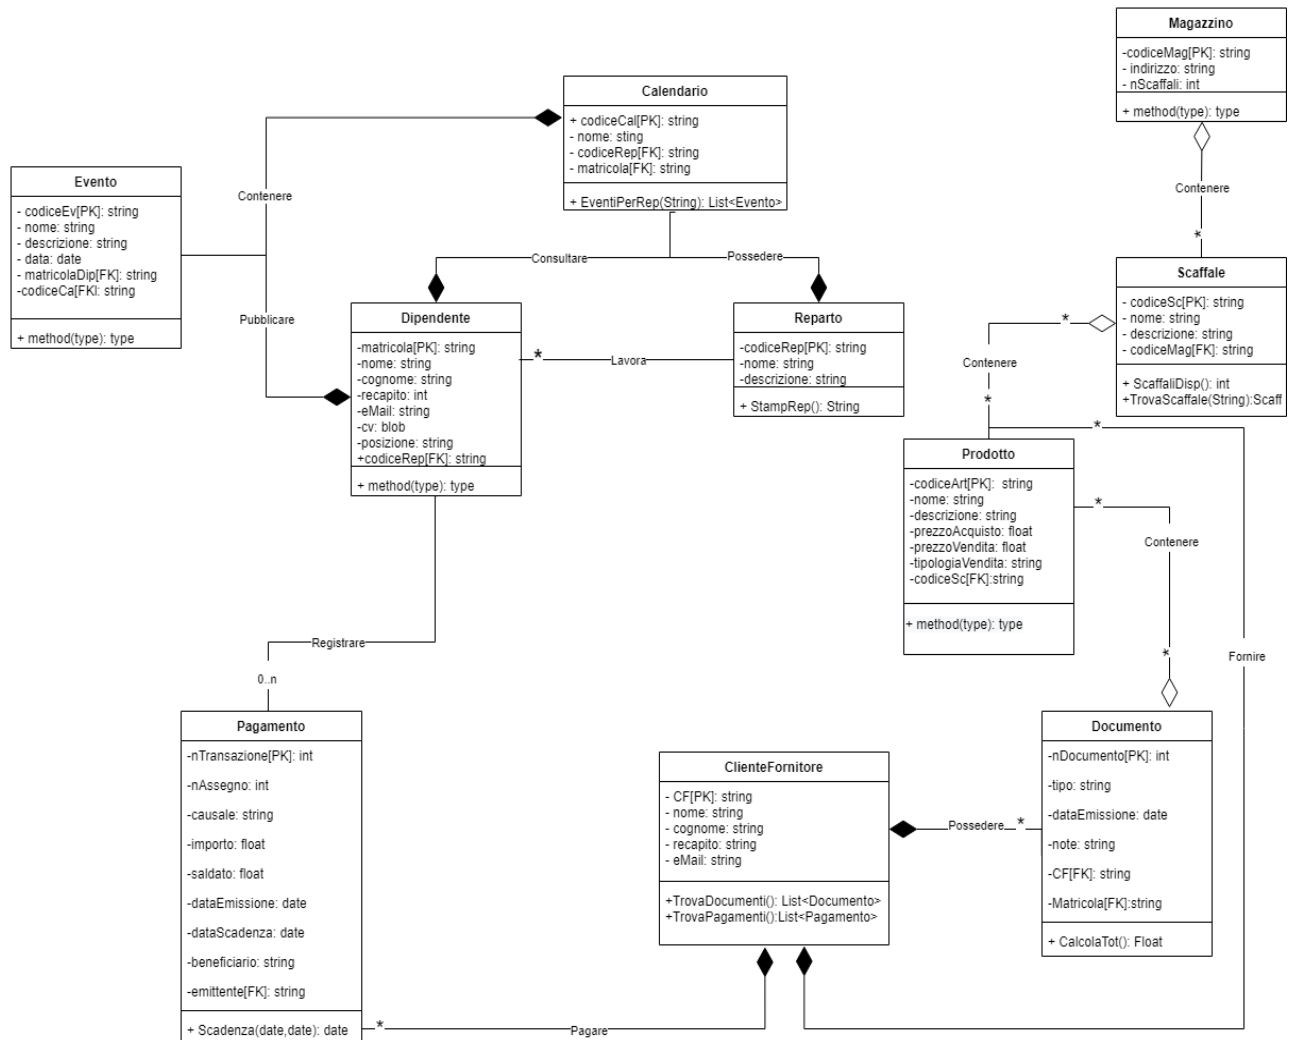 Magazzino
-codiceMag[PK]: string
- indirizzo: string
- nScaffali: int
+ method(type): type
Calendario
+ codiceCal[PK]: string
- nome: sting
- codiceRep[FK]: string
- matricola[FK]: string
+ EventiPerRep(String): List<Evento>
Evento
- codiceEv[PK]: string
- nome: string
- descrizione: string
- data: date
- matricolaDip[FK]: string
-codiceCa[FKI: string
+ method(type): type
Contenere
Pubblicare
Consultare
Possedere
Contenere
*
Scaffale
- codiceSc[PK]: string
- nome: string
- descrizione: string
- codiceMag[FK]: string
+ ScaffaliDisp(): int
+TrovaScaffale(String):Scaff
Dipendente
-matricola[PK]: string
-nome: string
-cognome: string
-recapito: int
-eMail: string
-cv: blob
-posizione: string
+codiceRep[FK]: string
+ method(type): type
*
Lavora
Reparto
-codiceRep[PK]: string
-nome: string
-descrizione: string
+ StampRep(): String
*
Contenere
*
*
Prodotto
-codiceArt[PK]: string
-nome: string
-descrizione: string
-prezzoAcquisto: float
-prezzoVendita: float
-tipologiaVendita: string
-codiceSc[FK]:string
+ method(type): type
*
Contenere
*
Fornire
Registrare
0..n
Pagamento
-nTransazione[PK]: int
-nAssegno: int
-causale: string
-importo: float
-saldato: float
-dataEmissione: date
-dataScadenza: date
-beneficiario: string
-emittente[FK]: string
+ Scadenza(date,date): date
ClienteFornitore
- CF[PK]: string
- nome: string
- cognome: string
- recapito: string
- eMail: string
+TrovaDocumenti(): List<Documento>
+TrovaPagamenti():List<Pagamento>
Possedere
*
Documento
-nDocumento[PK]: int
-tipo: string
-dataEmissione: date
-note: string
-CF[FK]: string
-Matricola[FK]:string
+ CalcolaTot(): Float
*
Pagare